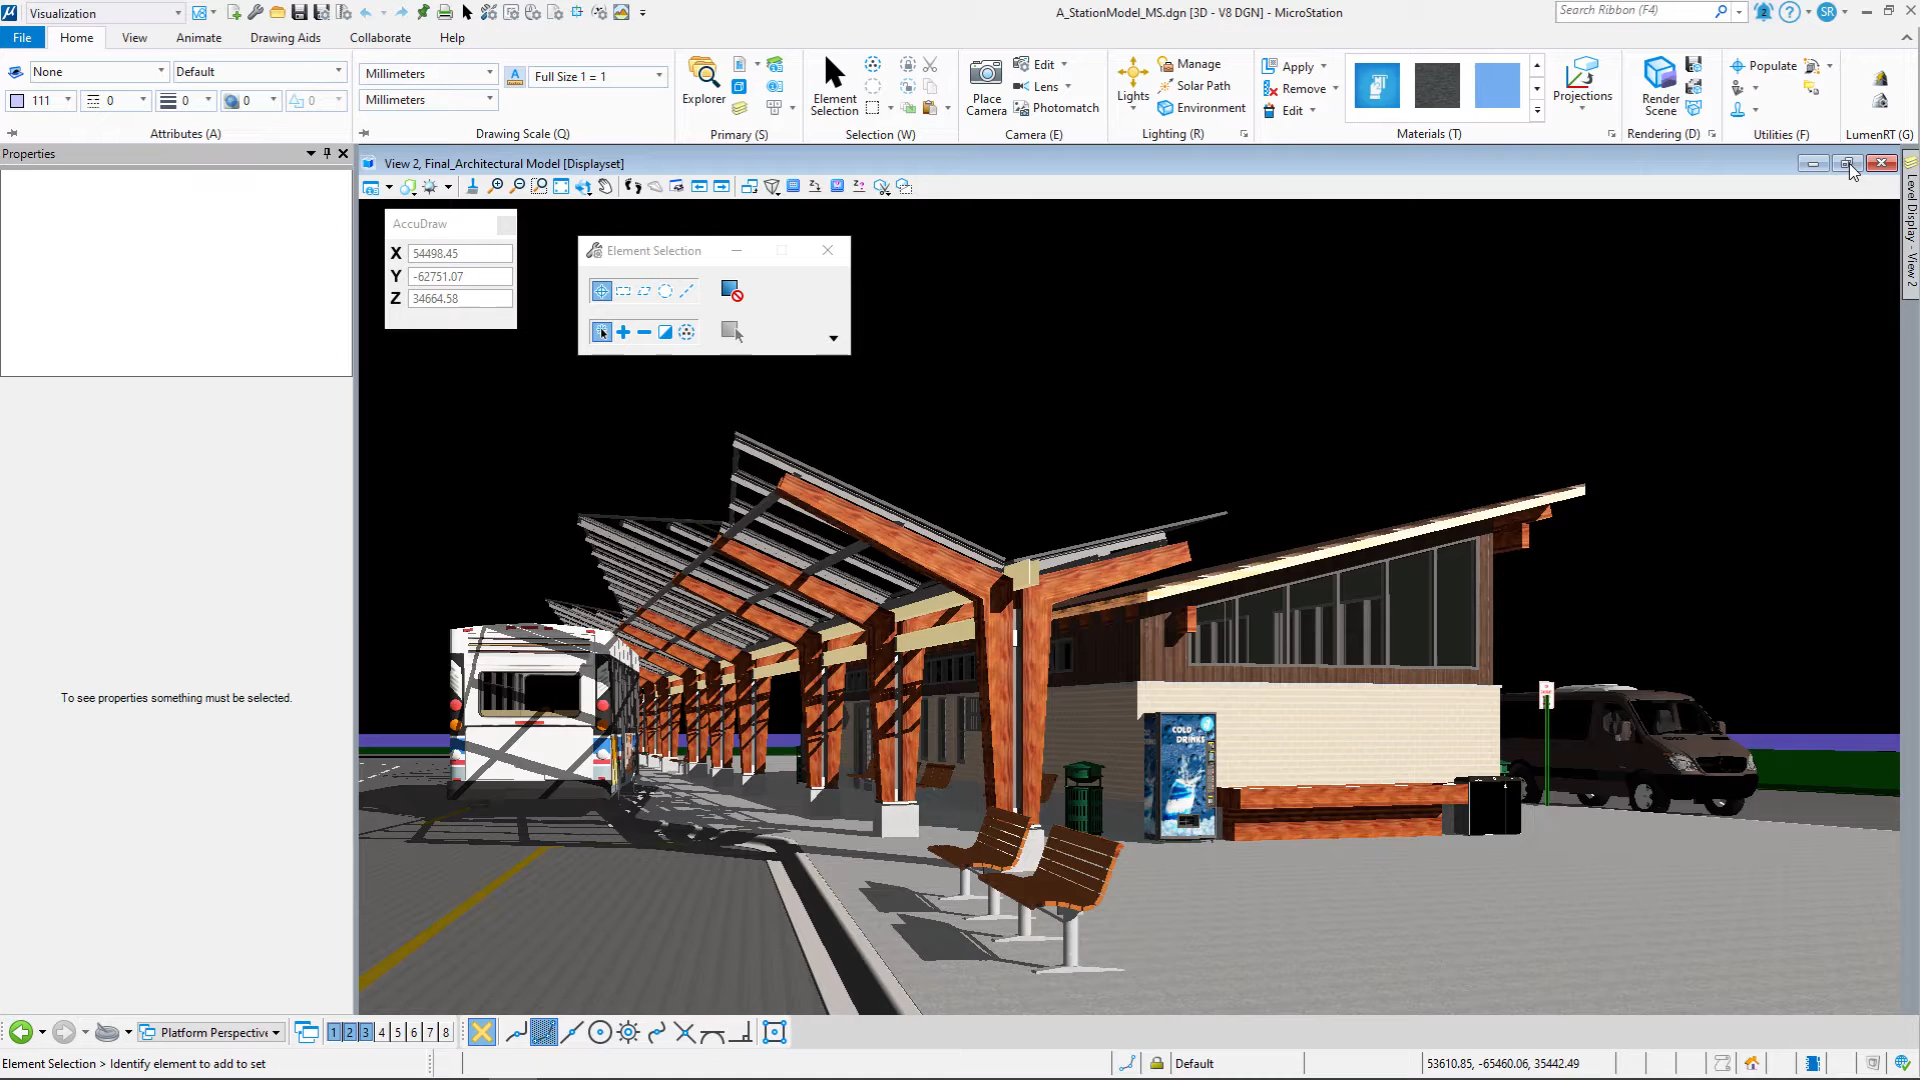 Visualization
A_StationModel_MS.dgn [3D - V8 DGN] - MicroStation
Search Ribbon (F4)
2
SR
File
Home
View
Animate
Drawing Aids
Collaborate
Help
None
Default
111
0
0
0
0
Attributes (A)
Millimeters
Millimeters
Full Size 1 = 1
Drawing Scale (Q)
Explorer
Primary (S)
Element
Selection
Selection (W)
Place
Camera
Edit
Lens
Photomatch
Camera (E)
Lights
Manage
Solar Path
Environment
Lighting (R)
Apply
Remove
Edit
Materials (T)
Projections
Render
Scene
Rendering (D)
Populate
Utilities (F)
LumenRT (G)
Properties
To see properties something must be selected.
View 2, Final_Architectural Model [Displayset]
Level Display - View 2
AccuDraw
X 54498.45
Y -62751.07
Z 34664.58
Element Selection
COLD
DRINKS
Platform Perspective
1 2 3 4 5 6 7 8
Element Selection > Identify element to add to set
Default
53610.85, -65460.06, 35442.49